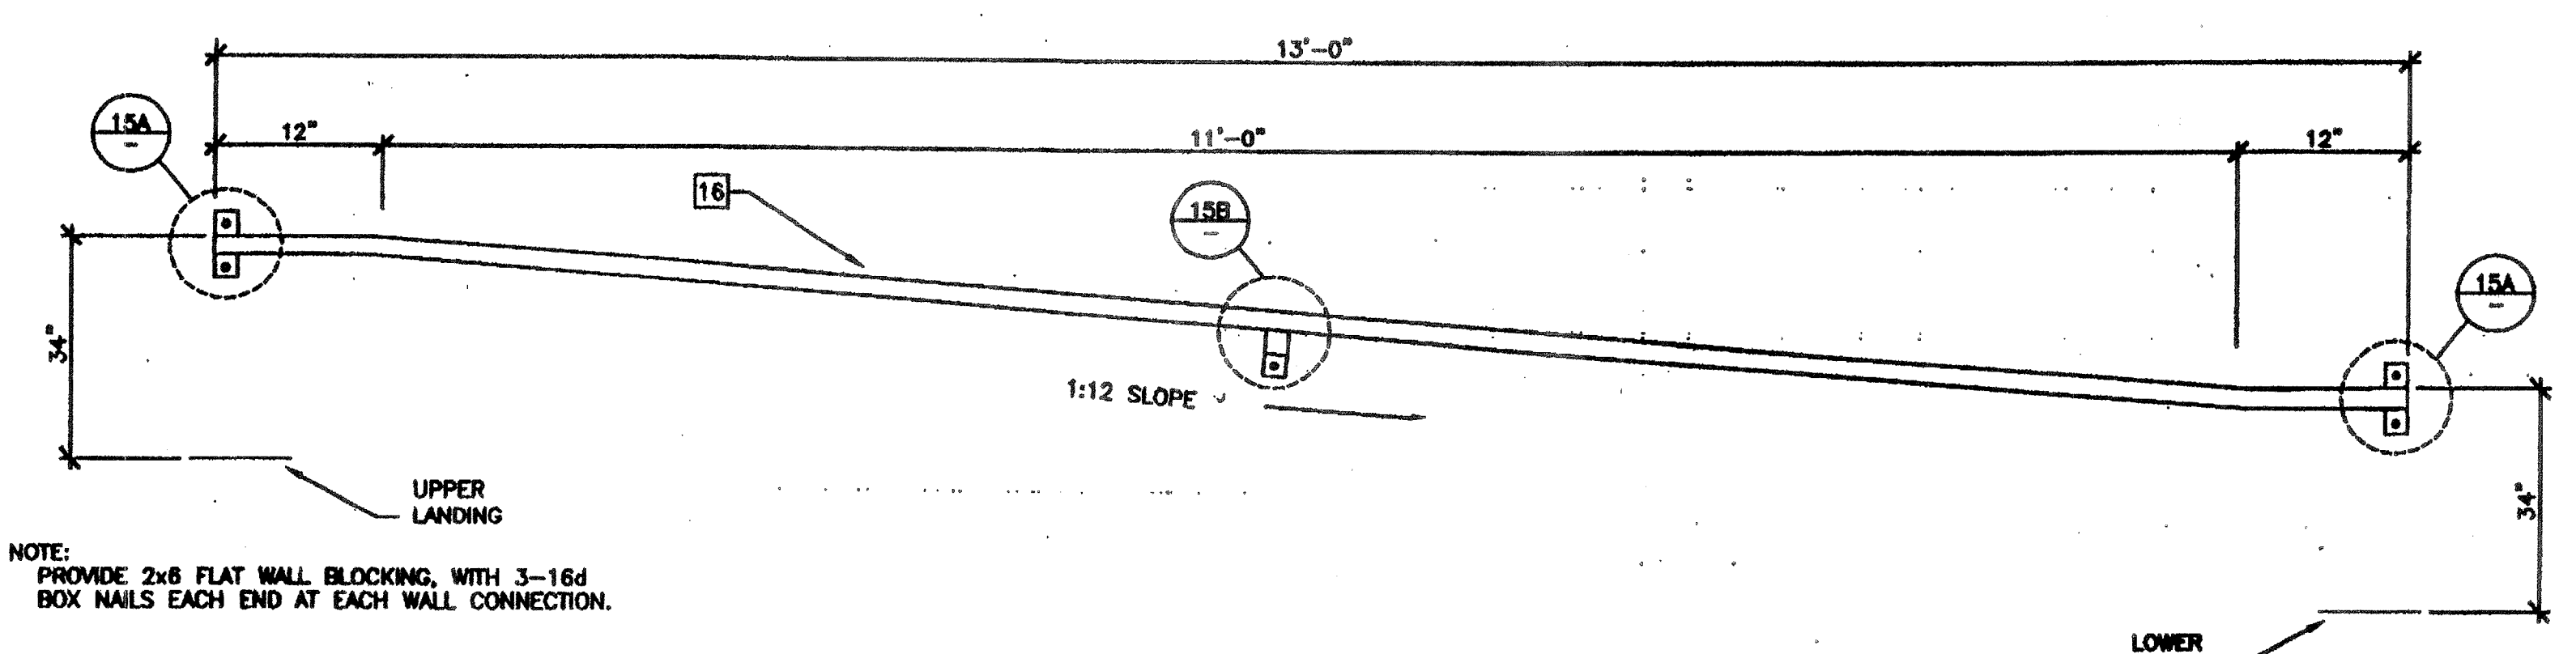 13'-0"
15A
-
12"
11'-0"
12"
16
15B
-
15A
-
34"
1:12 SLOPE
34"
UPPER
LANDING
NOTE:
PROVIDE 2x6 FLAT WALL BLOCKING, WITH 3-16d
BOX NAILS EACH END AT EACH WALL CONNECTION.
LOWER